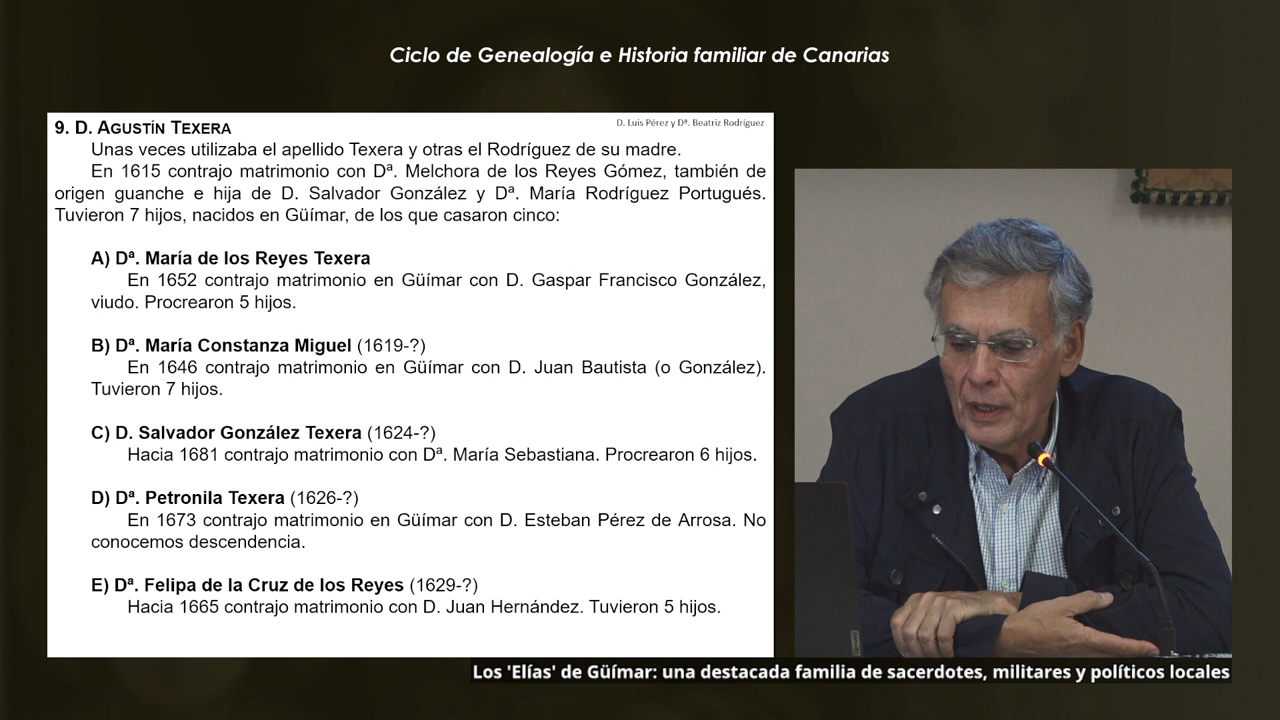 Ciclo de Genealogía e Historia familiar de Canarias
9. D. AGUSTÍN TEXERA
D. Luis Pérez y Dª. Beatriz Rodríguez
Unas veces utilizaba el apellido Texera y otras el Rodríguez de su madre.
En 1615 contrajo matrimonio con Dª. Melchora de los Reyes Gómez, también de
origen guanche e hija de D. Salvador González y Dª. María Rodríguez Portugués.
Tuvieron 7 hijos, nacidos en Güímar, de los que casaron cinco:
A) Dª. María de los Reyes Texera
En 1652 contrajo matrimonio en Güímar con D. Gaspar Francisco González,
viudo. Procrearon 5 hijos.
B) Dª. María Constanza Miguel (1619-?)
En 1646 contrajo matrimonio en Güímar con D. Juan Bautista (o González).
Tuvieron 7 hijos.
C) D. Salvador González Texera (1624-?)
Hacia 1681 contrajo matrimonio con Dª. María Sebastiana. Procrearon 6 hijos.
D) Dª. Petronila Texera (1626-?)
En 1673 contrajo matrimonio en Güímar con D. Esteban Pérez de Arrosa. No
conocemos descendencia.
E) Dª. Felipa de la Cruz de los Reyes (1629-?)
Hacia 1665 contrajo matrimonio con D. Juan Hernández. Tuvieron 5 hijos.
Los 'Elías' de Güímar: una destacada familia de sacerdotes, militares y políticos locales